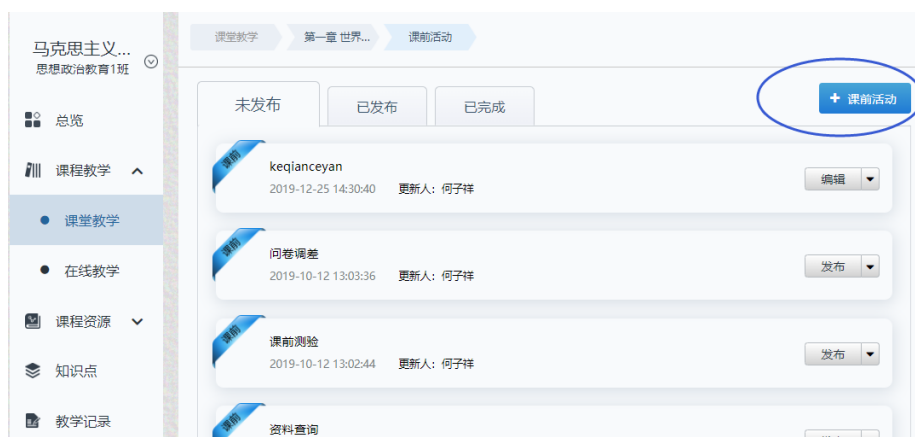 马克思主义...
思想政治教育1班
总览
课程教学
课堂教学
在线教学
课程资源
知识点
教学记录
课堂教学 第一章 世界... 课前活动
未发布 已发布 已完成
+ 课前活动
课前
keqianceyan
2019-12-25 14:30:40 更新人：何子祥
编辑
课前
问卷调差
2019-10-12 13:03:36 更新人：何子祥
发布
课前
课前测验
2019-10-12 13:02:44 更新人：何子祥
发布
课前
资料查询